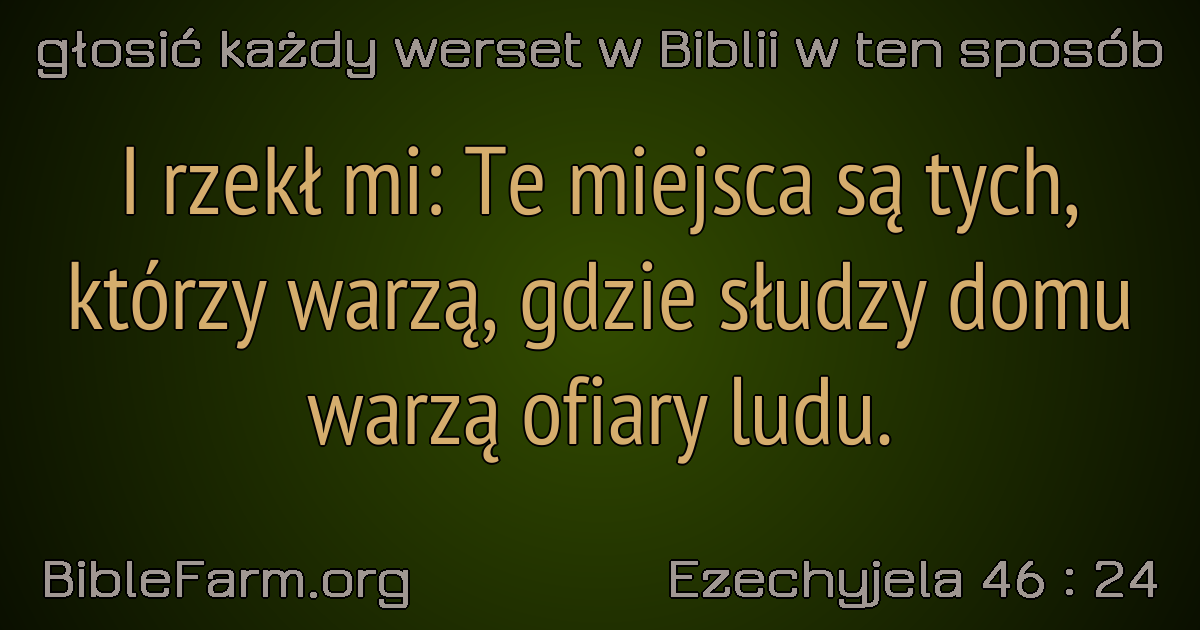 głosić każdy werset w Biblii w ten sposób
I rzekł mi: Te miejsca są tych,
którzy warzą, gdzie słudzy domu
warzą ofiary ludu.
BibleFarm.org
Ezechyjela 46 : 24